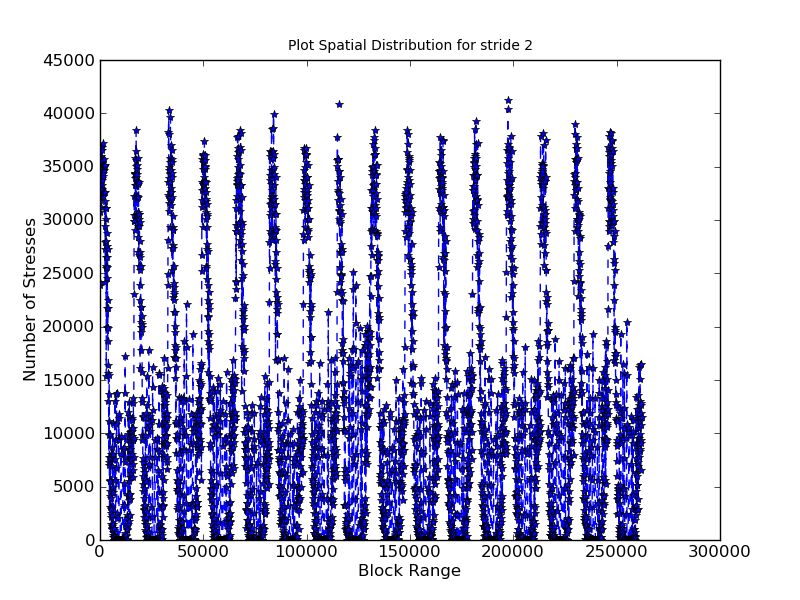 Plot Spatial Distribution for stride 2
45000
40000
35000
30000
25000
20000
15000
10000
5000
0
Number of Stresses
0 50000 100000 150000 200000 250000 300000
Block Range